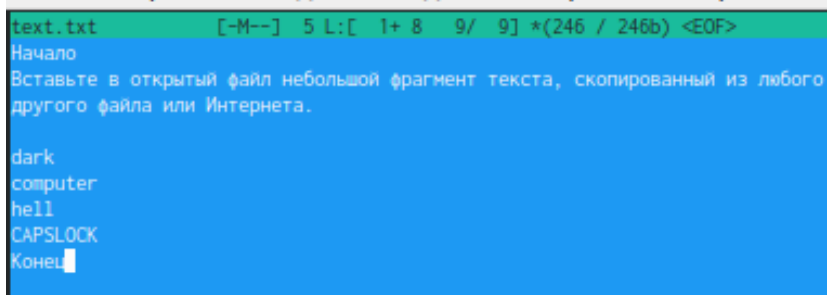 text.txt [-M--] 5 L:[ 1+ 8 9/ 9] *(246 / 246b) <EOF>
Начало
Вставьте в открытый файл небольшой фрагмент текста, скопированный из любого
другого файла или Интернета.
dark
computer
hell
CAPSLOCK
Конец